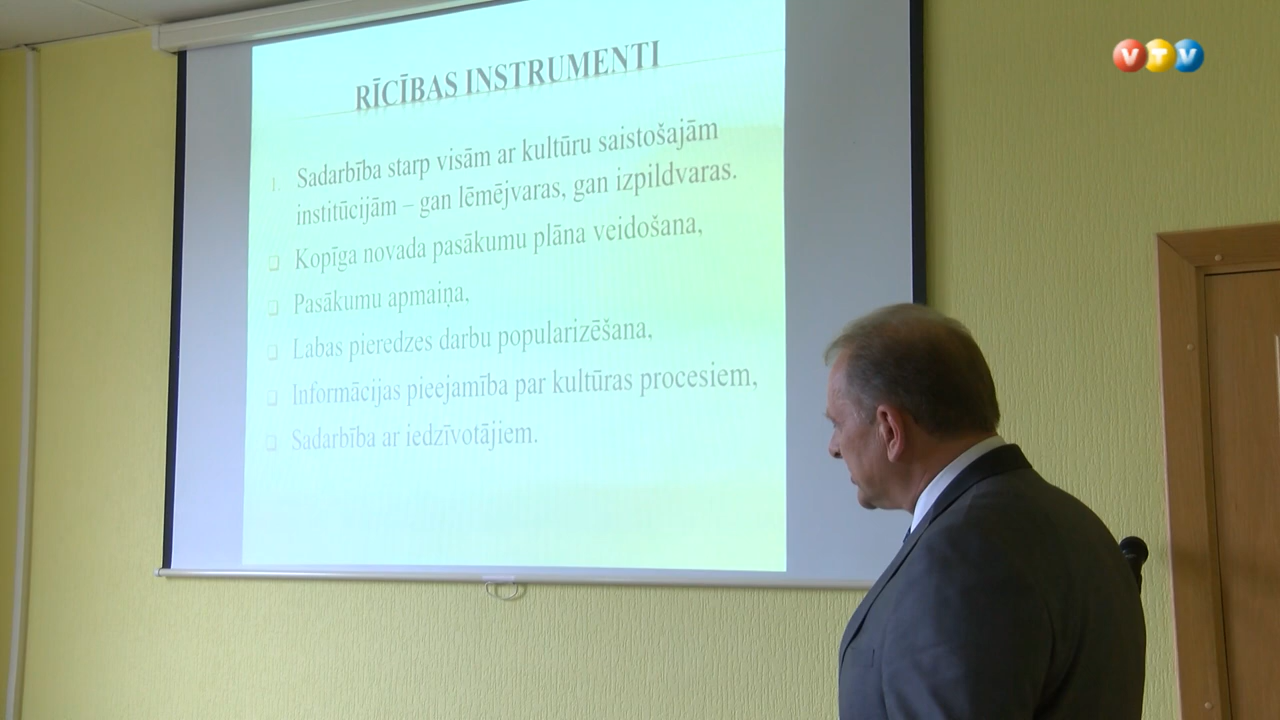 VTV
RĪCĪBAS INSTRUMENTI
1. Sadarbība starp visām ar kultūru saistošajām
institūcijām – gan lēmējvaras, gan izpildvaras.
Kopīga novada pasākumu plāna veidošana,
Pasākumu apmaiņa,
Labas pieredzes darbu popularizēšana,
Informācijas pieejamība par kultūras procesiem,
Sadarbība ar iedzīvotājiem.